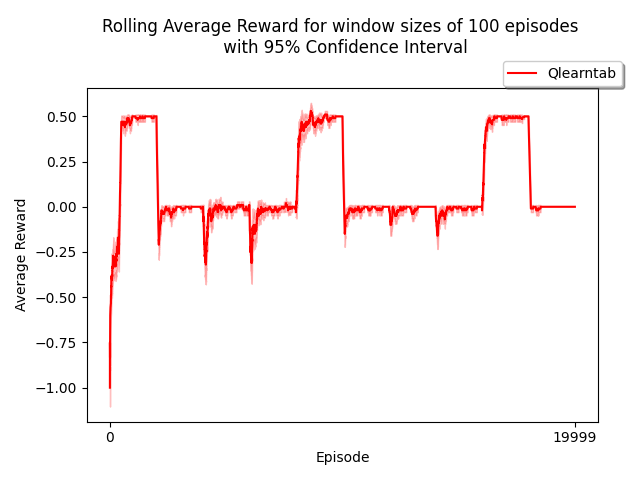 Rolling Average Reward for window sizes of 100 episodes
with 95% Confidence Interval
Qlearntab
0.50
0.25
0.00
−0.25
−0.50
−0.75
−1.00
Average Reward
0
19999
Episode